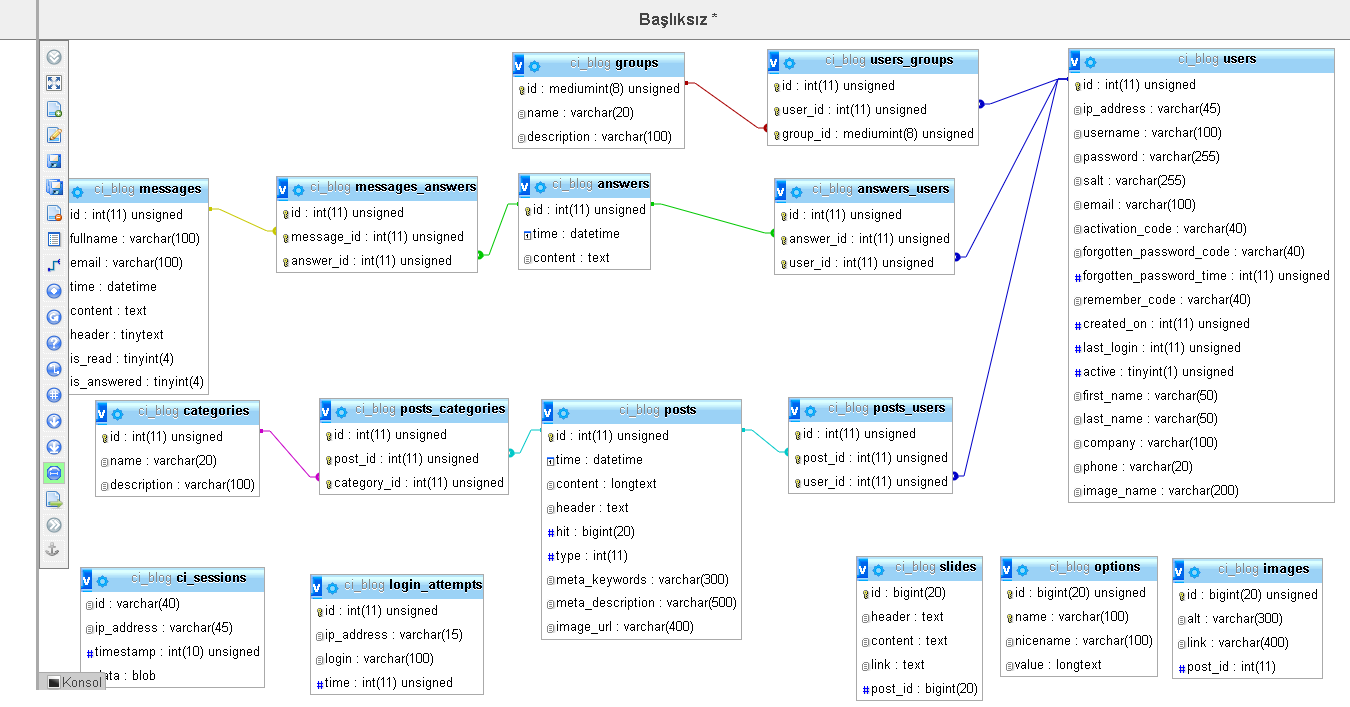 Başlıksız *
ci_blog groups
id : mediumint(8) unsigned
name : varchar(20)
description : varchar(100)
ci_blog users_groups
id : int(11) unsigned
user_id : int(11) unsigned
group_id : mediumint(8) unsigned
ci_blog users
id : int(11) unsigned
ip_address : varchar(45)
username : varchar(100)
password : varchar(255)
salt : varchar(255)
email : varchar(100)
activation_code : varchar(40)
forgotten_password_code : varchar(40)
forgotten_password_time : int(11) unsigned
remember_code : varchar(40)
created_on : int(11) unsigned
last_login : int(11) unsigned
active : tinyint(1) unsigned
first_name : varchar(50)
last_name : varchar(50)
company : varchar(100)
phone : varchar(20)
image_name : varchar(200)
ci_blog messages
id : int(11) unsigned
fullname : varchar(100)
email : varchar(100)
time : datetime
content : text
header : tinytext
is_read : tinyint(4)
is_answered : tinyint(4)
ci_blog messages_answers
id : int(11) unsigned
message_id : int(11) unsigned
answer_id : int(11) unsigned
ci_blog answers
id : int(11) unsigned
time : datetime
content : text
ci_blog answers_users
id : int(11) unsigned
answer_id : int(11) unsigned
user_id : int(11) unsigned
ci_blog categories
id : int(11) unsigned
name : varchar(20)
description : varchar(100)
ci_blog posts_categories
id : int(11) unsigned
post_id : int(11) unsigned
category_id : int(11) unsigned
ci_blog posts
id : int(11) unsigned
time : datetime
content : longtext
header : text
hit : bigint(20)
type : int(11)
meta_keywords : varchar(300)
meta_description : varchar(500)
image_url : varchar(400)
ci_blog posts_users
id : int(11) unsigned
post_id : int(11) unsigned
user_id : int(11) unsigned
ci_blog ci_sessions
id : varchar(40)
ip_address : varchar(45)
timestamp : int(10) unsigned
ata : blob
Konsol
ci_blog login_attempts
id : int(11) unsigned
ip_address : varchar(15)
login : varchar(100)
time : int(11) unsigned
ci_blog slides
id : bigint(20)
header : text
content : text
link : text
post_id : bigint(20)
ci_blog options
id : bigint(20) unsigned
name : varchar(100)
nicename : varchar(100)
value : longtext
ci_blog images
id : bigint(20) unsigned
alt : varchar(300)
link : varchar(400)
post_id : int(11)